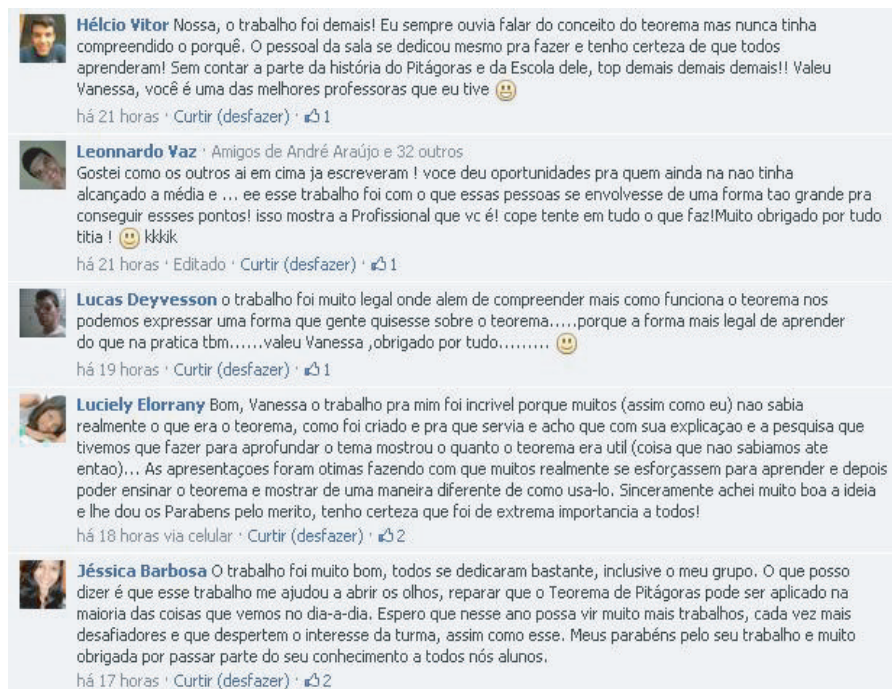 Hélcio Vitor Nossa, o trabalho foi demais! Eu sempre ouvia falar do conceito do teorema mas nunca tinha
compreendido o porquê. O pessoal da sala se dedicou mesmo pra fazer e tenho certeza de que todos
aprenderam! Sem contar a parte da história do Pitágoras e da Escola dele, top demais demais demais!! Valeu
Vanessa, você é uma das melhores professoras que eu tive
há 21 horas · Curtir (desfazer) · 1
Leonnardo Vaz · Amigos de André Araújo e 32 outros
Gostei como os outros ai em cima ja escreveram ! voce deu oportunidades pra quem ainda na nao tinha
alcançado a média e ... ee esse trabalho foi com o que essas pessoas se envolvesse de uma forma tao grande pra
conseguir essses pontos! isso mostra a Profissional que vc é! cope tente em tudo o que faz!Muito obrigado por tudo
titia ! kkkik
há 21 horas · Editado · Curtir (desfazer) · 1
Lucas Deyvesson o trabalho foi muito legal onde alem de compreender mais como funciona o teorema nos
podemos expressar uma forma que gente quisesse sobre o teorema.....porque a forma mais legal de aprender
do que na pratica tbm......valeu Vanessa ,obrigado por tudo.........
há 19 horas · Curtir (desfazer) · 1
Luciely Elorrany Bom, Vanessa o trabalho pra mim foi incrivel porque muitos (assim como eu) nao sabia
realmente o que era o teorema, como foi criado e pra que servia e acho que com sua explicaçao e a pesquisa que
tivemos que fazer para aprofundar o tema mostrou o quanto o teorema era util (coisa que nao sabiamos ate
entao)... As apresentaçoes foram otimas fazendo com que muitos realmente se esforçassem para aprender e depois
poder ensinar o teorema e mostrar de uma maneira diferente de como usa-lo. Sinceramente achei muito boa a ideia
e lhe dou os Parabens pelo merito, tenho certeza que foi de extrema importancia a todos!
há 18 horas via celular · Curtir (desfazer) · 2
Jéssica Barbosa O trabalho foi muito bom, todos se dedicaram bastante, inclusive o meu grupo. O que posso
dizer é que esse trabalho me ajudou a abrir os olhos, reparar que o Teorema de Pitágoras pode ser aplicado na
maioria das coisas que vemos no dia-a-dia. Espero que nesse ano possa vir muito mais trabalhos, cada vez mais
desafiadores e que despertem o interesse da turma, assim como esse. Meus parabéns pelo seu trabalho e muito
obrigada por passar parte do seu conhecimento a todos nós alunos.
há 17 horas · Curtir (desfazer) · 2